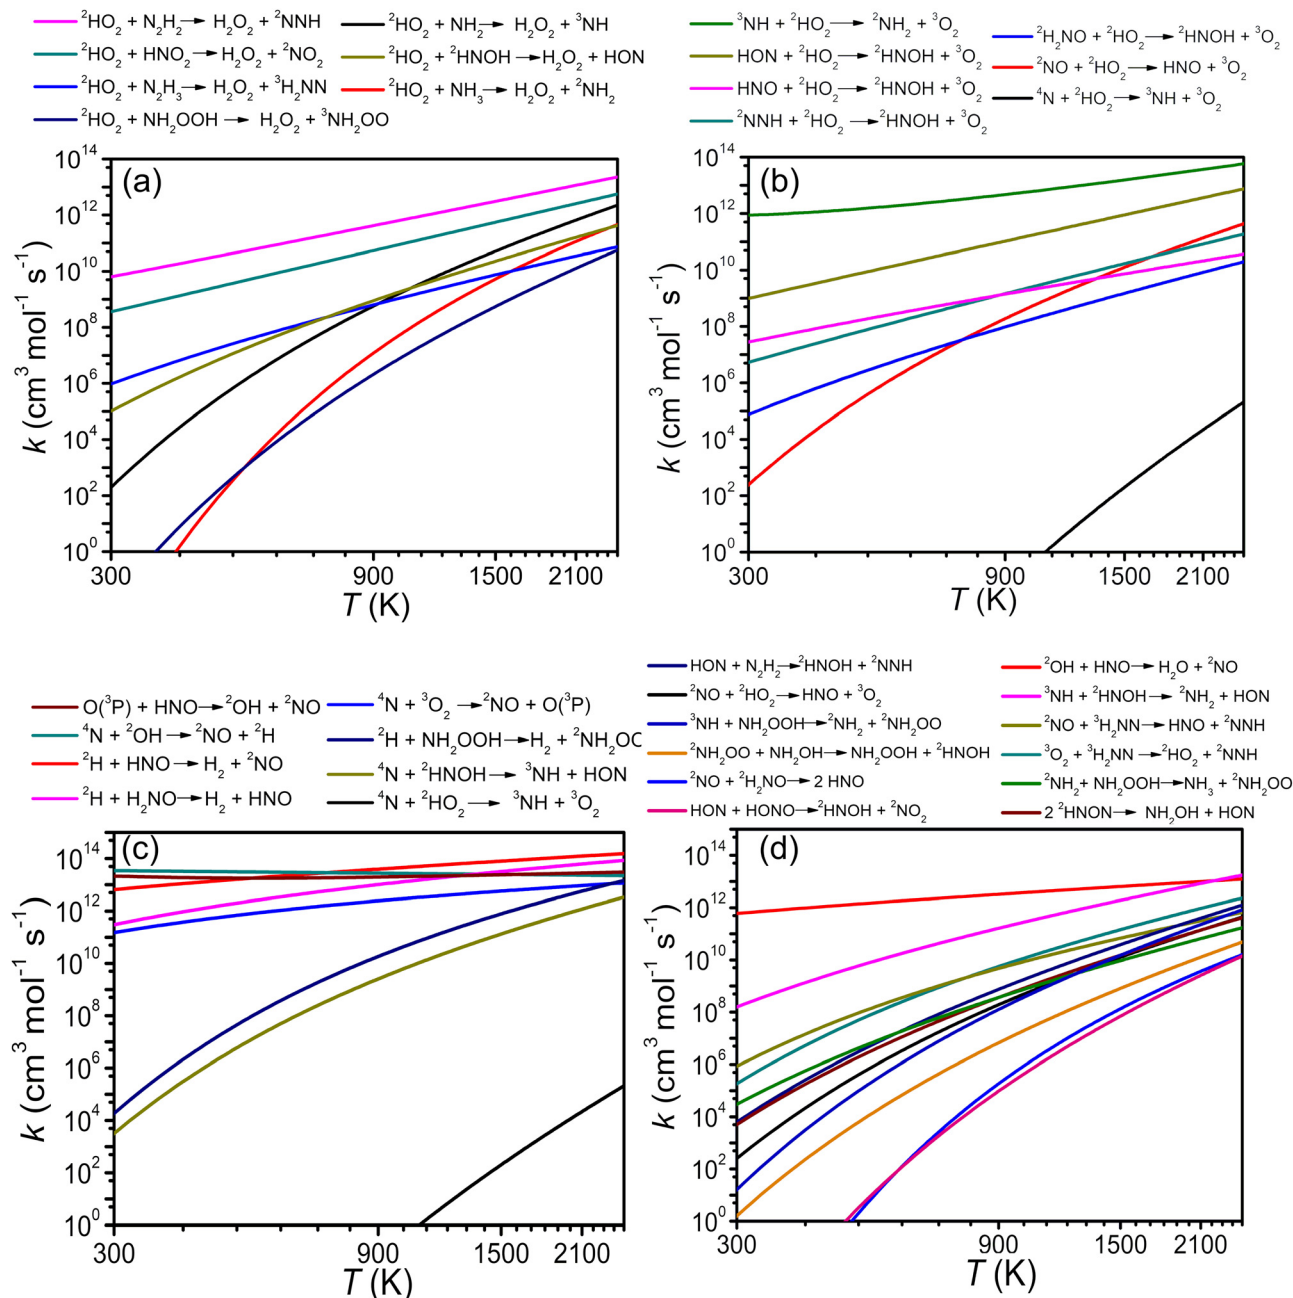 ²HO₂ + N₂H₂→ H₂O₂ + ²NNH
²HO₂ + HNO₂→H₂O₂ + ²NO₂
²HO₂ + N₂H₃→ H₂O₂ + ³H₂NN
²HO₂ + NH₂OOH → H₂O₂ + ³NH₂OO
²HO₂ + NH₂→ H₂O₂ + ³NH
²HO₂ + ²HNOH →H₂O₂ + HON
²HO₂ + NH₃→ H₂O₂ + ²NH₂
(a)
k (cm³ mol⁻¹ s⁻¹)
10¹⁴
10¹²
10¹⁰
10⁸
10⁶
10⁴
10²
10⁰
300
900
1500
2100
T (K)
³NH + ²HO₂ → ²NH₂ + ³O₂
HON + ²HO₂ →²HNOH + ³O₂
HNO + ²HO₂→²HNOH + ³O₂
²NNH + ²HO₂ →²HNOH + ³O₂
²H₂NO + ²HO₂→²HNOH + ³O₂
²NO + ²HO₂→ HNO + ³O₂
⁴N + ²HO₂→ ³NH + ³O₂
(b)
k (cm³ mol⁻¹ s⁻¹)
10¹⁴
10¹²
10¹⁰
10⁸
10⁶
10⁴
10²
10⁰
300
900
1500
2100
T (K)
O(³P) + HNO→²OH + ²NO
⁴N + ²OH →²NO + ²H
²H + HNO→ H₂ + ²NO
²H + H₂NO→H₂ + HNO
⁴N + ³O₂ →²NO + O(³P)
²H + NH₂OOH→H₂ + ²NH₂OO
⁴N + ²HNOH→ ³NH + HON
⁴N + ²HO₂→ ³NH + ³O₂
(c)
k (cm³ mol⁻¹ s⁻¹)
10¹⁴
10¹²
10¹⁰
10⁸
10⁶
10⁴
10²
10⁰
300
900
1500
2100
T (K)
HON + N₂H₂→²HNOH + ²NNH
²NO + ²HO₂→HNO + ³O₂
³NH + NH₂OOH→²NH₂ + ²NH₂OO
²NH₂OO + NH₂OH→ NH₂OOH + ²HNOH
²NO + ²H₂NO→ 2 HNO
HON + HONO→²HNOH + ²NO₂
²OH + HNO→ H₂O + ²NO
³NH + ²HNOH→ ²NH₂ + HON
²NO + ³H₂NN→HNO + ²NNH
³O₂ + ³H₂NN →²HO₂ + ²NNH
²NH₂+ NH₂OOH→NH₃ + ²NH₂OO
2 ²HNOH→ NH₂OH + HON
(d)
k (cm³ mol⁻¹ s⁻¹)
10¹⁴
10¹²
10¹⁰
10⁸
10⁶
10⁴
10²
10⁰
300
900
1500
2100
T (K)